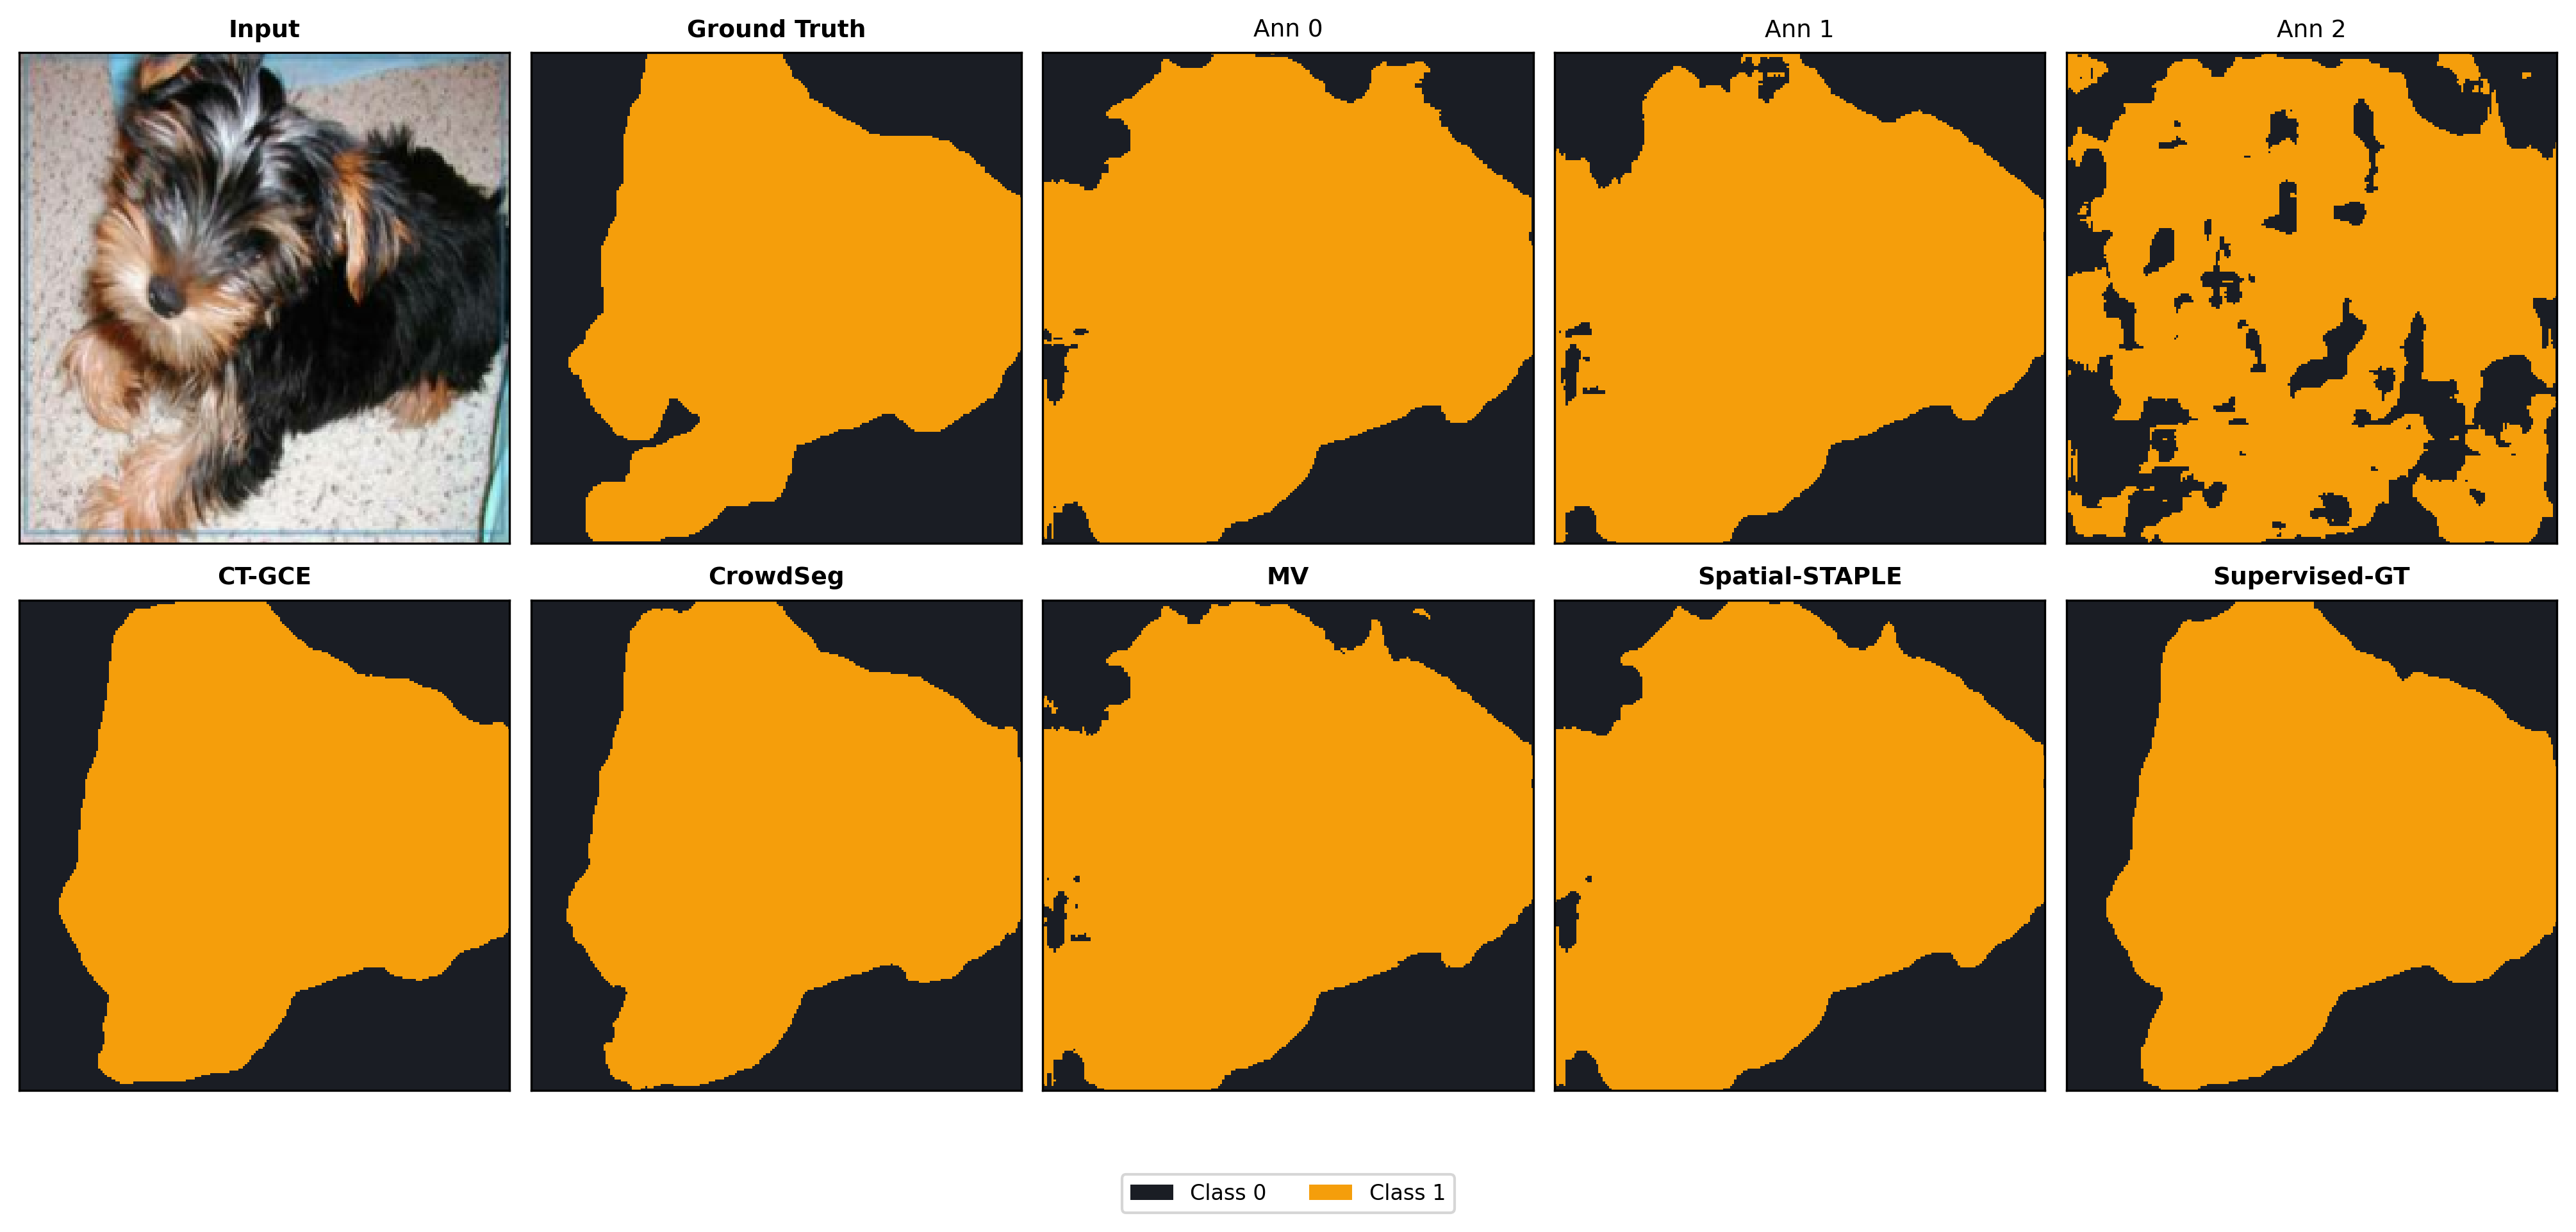 Input
Ground Truth
Ann 0
Ann 1
Ann 2
CT-GCE
CrowdSeg
MV
Spatial-STAPLE
Supervised-GT
Class 0
Class 1